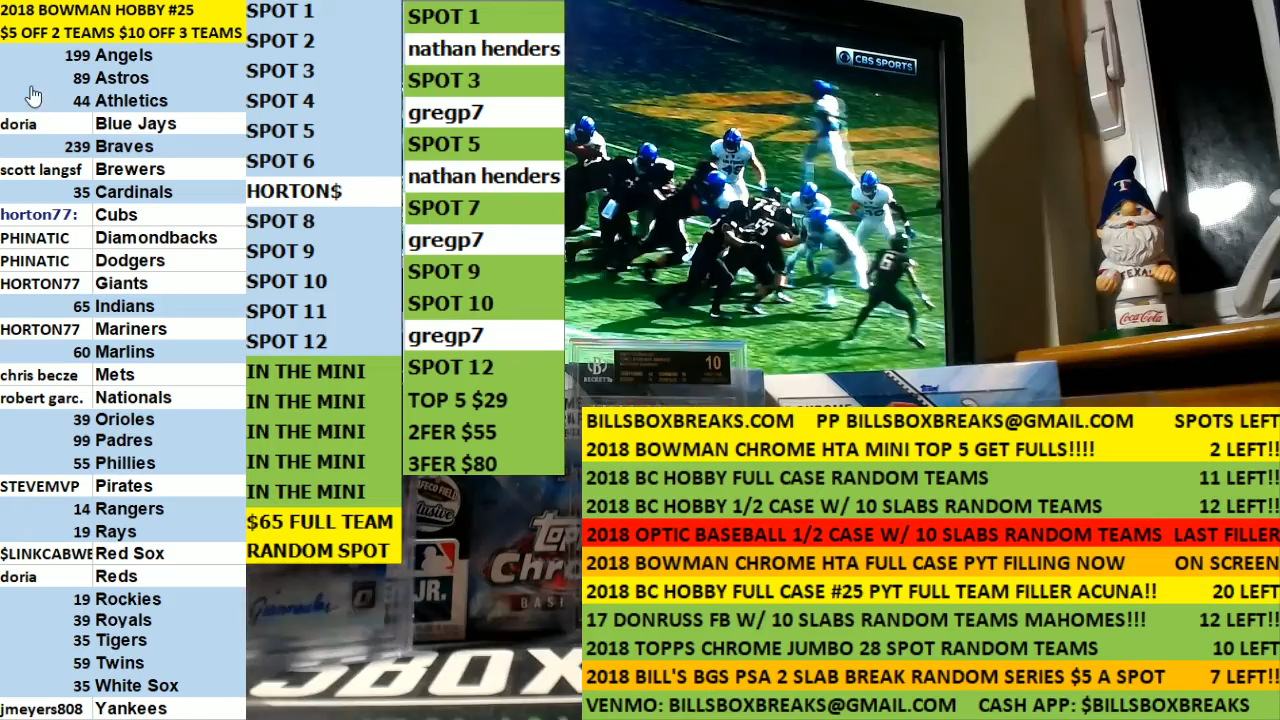 2018 BOWMAN HOBBY #25
$5 OFF 2 TEAMS $10 OFF 3 TEAMS
199 Angels
89 Astros
44 Athletics
doria Blue Jays
239 Braves
scott langsf Brewers
35 Cardinals
horton77: Cubs
PHINATIC Diamondbacks
PHINATIC Dodgers
HORTON77 Giants
65 Indians
HORTON77 Mariners
60 Marlins
chris becze Mets
robert garc. Nationals
39 Orioles
99 Padres
55 Phillies
STEVEMVP Pirates
14 Rangers
19 Rays
$LINKCABWE Red Sox
doria Reds
19 Rockies
39 Royals
35 Tigers
59 Twins
35 White Sox
jmeyers808 Yankees
SPOT 1
SPOT 2
SPOT 3
SPOT 4
SPOT 5
SPOT 6
HORTON$
SPOT 8
SPOT 9
SPOT 10
SPOT 11
SPOT 12
IN THE MINI
IN THE MINI
IN THE MINI
IN THE MINI
IN THE MINI
$65 FULL TEAM
RANDOM SPOT
SPOT 1
nathan henders
SPOT 3
gregp7
SPOT 5
nathan henders
SPOT 7
gregp7
SPOT 9
SPOT 10
gregp7
SPOT 12
TOP 5 $29
2FER $55
3FER $80
CBS SPORTS
6
T
TEXAS
Coca-Cola
BECKETT
10
topps
JR.
Topps
Chro
BASE
JBOX
BILLSBOXBREAKS.COM PP BILLSBOXBREAKS@GMAIL.COM SPOTS LEFT
2018 BOWMAN CHROME HTA MINI TOP 5 GET FULLS!!!! 2 LEFT!!
2018 BC HOBBY FULL CASE RANDOM TEAMS 11 LEFT!!
2018 BC HOBBY 1/2 CASE W/ 10 SLABS RANDOM TEAMS 12 LEFT!!
2018 OPTIC BASEBALL 1/2 CASE W/ 10 SLABS RANDOM TEAMS LAST FILLER
2018 BOWMAN CHROME HTA FULL CASE PYT FILLING NOW ON SCREEN
2018 BC HOBBY FULL CASE #25 PYT FULL TEAM FILLER ACUNA!! 20 LEFT
17 DONRUSS FB W/ 10 SLABS RANDOM TEAMS MAHOMES!!! 12 LEFT!!
2018 TOPPS CHROME JUMBO 28 SPOT RANDOM TEAMS 10 LEFT!!
2018 BILL'S BGS PSA 2 SLAB BREAK RANDOM SERIES $5 A SPOT 7 LEFT!!
VENMO: BILLSBOXBREAKS@GMAIL.COM CASH APP: $BILLSBOXBREAKS